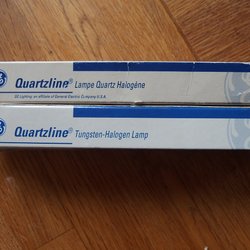 Quartzline® Lampe Quartz Halogène
GE Lighting, an affiliate of General Electric Company U.S.A.
Quartzline® Tungsten-Halogen Lamp